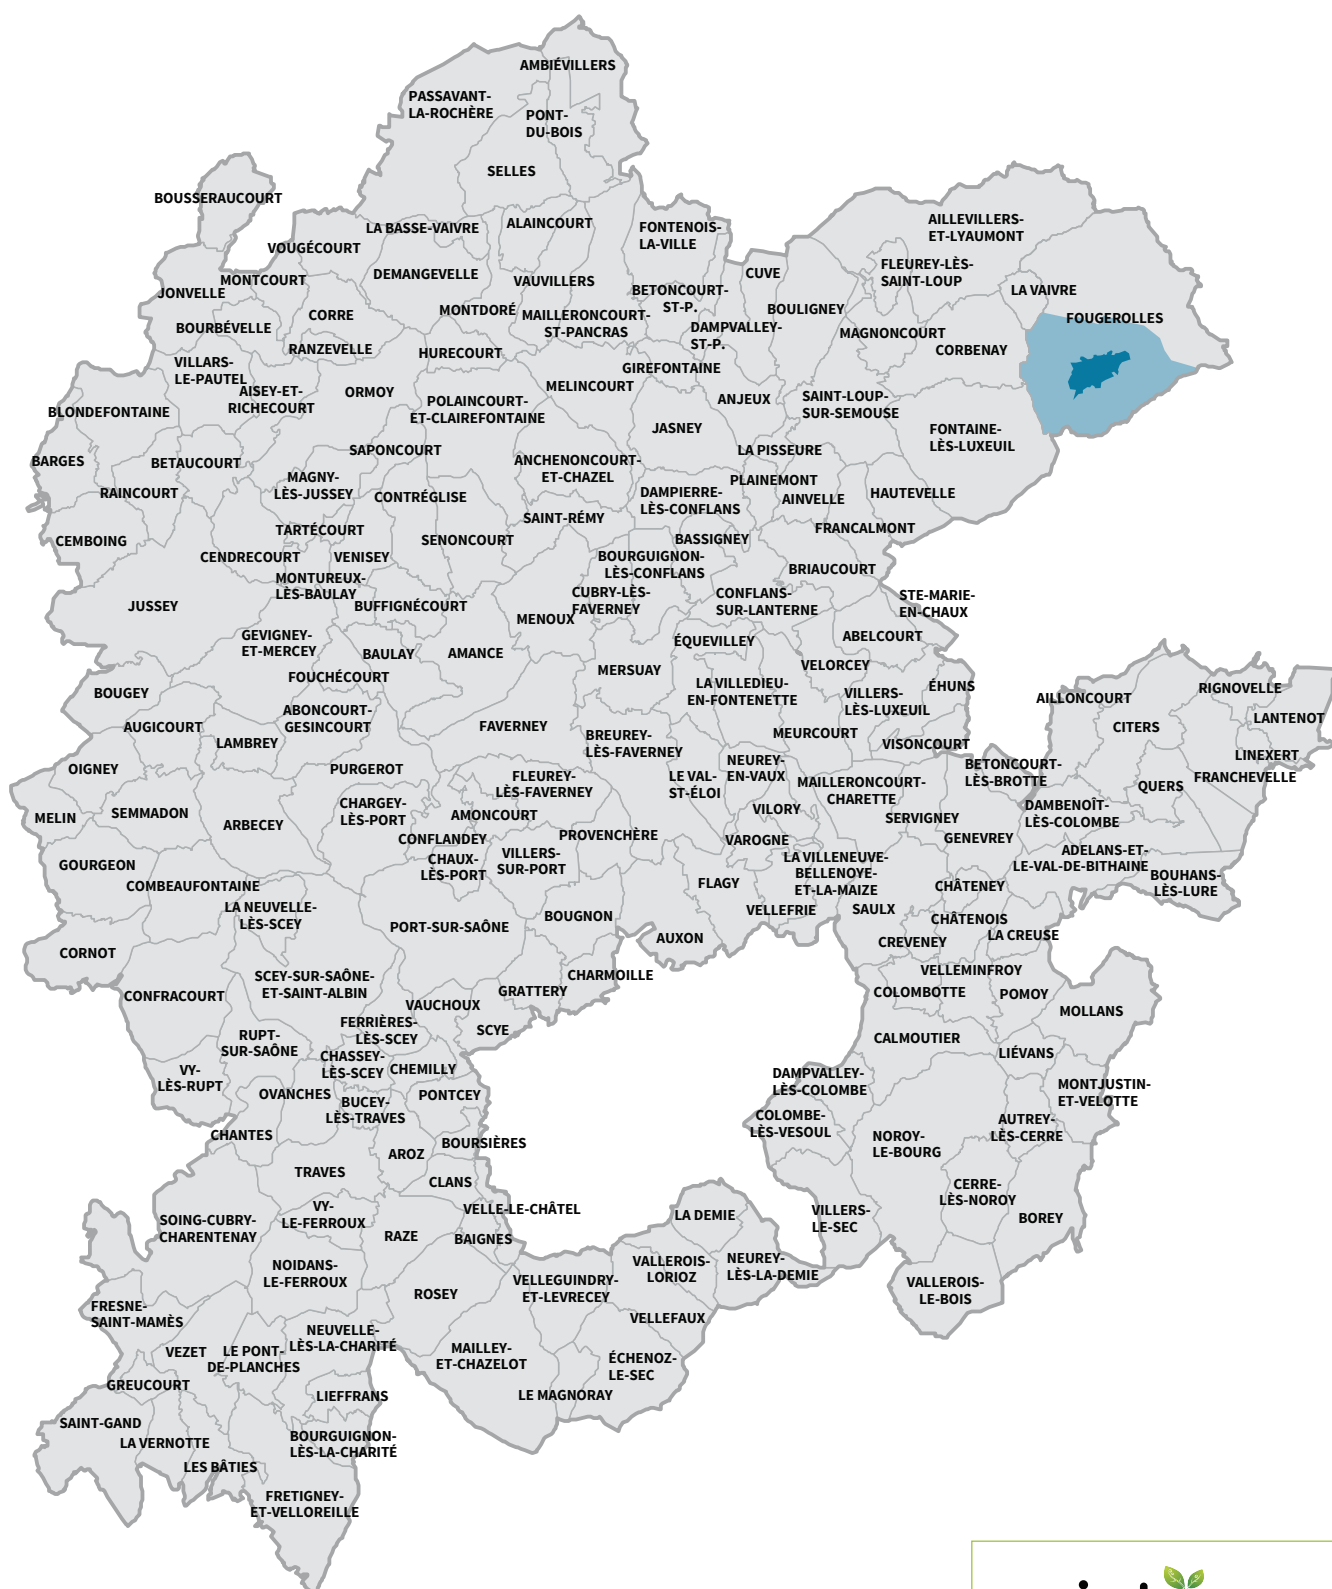 AMBIÉVILLERS
PASSAVANT-
LA-ROCHÈRE
PONT-
DU-BOIS
SELLES
BOUSSERAUCOURT
LA BASSE-VAIVRE
ALAINCOURT
VOUGÉCOURT
FONTENOIS-
LA-VILLE
AILLEVILLERS-
ET-LYAUMONT
MONTCOURT
DEMANGEVELLE
VAUVILLERS
CUVE
FLEUREY-LÈS-
SAINT-LOUP
JONVELLE
BETONCOURT-
ST-P.
LA VAIVRE
CORRE
MONTDORÉ
MAILLERONCOURT-
ST-PANCRAS
BOULIGNEY
FOUGEROLLES
BOURBÉVELLE
DAMPVALLEY-
ST-P.
MAGNONCOURT
RANZEVELLE
HURECOURT
CORBENAY
VILLARS-
LE-PAUTEL
GIREFONTAINE
AISEY-ET-
RICHECOURT
ORMOY
MELINCOURT
POLAINCOURT-
ET-CLAIREFONTAINE
ANJEUX
SAINT-LOUP-
SUR-SEMOUSE
BLONDEFONTAINE
JASNEY
FONTAINE-
LÈS-LUXEUIL
SAPONCOURT
LA PISSEURE
BARGES
BETAUCOURT
ANCHENONCOURT-
ET-CHAZEL
MAGNY-
LÈS-JUSSEY
PLAINEMONT
RAINCOURT
CONTRÉGLISE
DAMPIERRE-
LÈS-CONFLANS
AINVELLE
HAUTEVELLE
SAINT-RÉMY
TARTÉCOURT
FRANCALMONT
CEMBOING
SENONCOURT
BASSIGNEY
CENDRECOURT
VENISEY
BOURGUIGNON-
LÈS-CONFLANS
BRIAUCOURT
MONTUREUX-
LÈS-BAULAY
CUBRY-LÈS-
FAVERNEY
CONFLANS-
SUR-LANTERNE
STE-MARIE-
EN-CHAUX
JUSSEY
BUFFIGNÉCOURT
MENOUX
GEVIGNEY-
ET-MERCEY
ÉQUEVILLEY
ABELCOURT
BAULAY
AMANCE
MERSUAY
VELORCEY
FOUCHÉCOURT
LA VILLEDIEU-
EN-FONTENETTE
VILLERS-
LÈS-LUXEUIL
ÉHUNS
BOUGEY
AILLONCOURT
RIGNOVELLE
ABONCOURT-
GESINCOURT
LANTENOT
AUGICOURT
FAVERNEY
CITERS
LAMBREY
BREUREY-
LÈS-FAVERNEY
MEURCOURT
VISONCOURT
LINEXERT
OIGNEY
PURGEROT
NEUREY-
EN-VAUX
BETONCOURT-
LÈS-BROTTE
FLEUREY-
LÈS-FAVERNEY
LE VAL-
ST-ÉLOI
MAILLERONCOURT-
CHARETTE
QUERS
FRANCHEVELLE
MELIN
SEMMADON
ARBECEY
CHARGEY-
LÈS-PORT
AMONCOURT
VILORY
SERVIGNEY
DAMBENOÎT-
LÈS-COLOMBE
CONFLANDEY
PROVENCHÈRE
VAROGNE
GENEVREY
GOURGEON
CHAUX-
LÈS-PORT
VILLERS-
SUR-PORT
LA VILLENEUVE-
BELLENOYE-
ET-LA-MAIZE
ADELANS-ET-
LE-VAL-DE-BITHAINE
COMBEAUFONTAINE
FLAGY
CHÂTENEY
BOUHANS-
LÈS-LURE
LA NEUVELLE-
LÈS-SCEY
BOUGNON
VELLEFRIE
SAULX
CHÂTENOIS
PORT-SUR-SAÔNE
AUXON
CREVENEY
LA CREUSE
CORNOT
SCEY-SUR-SAÔNE-
ET-SAINT-ALBIN
CHARMOILLE
VELLEMINFROY
CONFRACOURT
GRATTERY
COLOMBOTTE
POMOY
VAUCHOUX
MOLLANS
FERRIÈRES-
LÈS-SCEY
SCYE
RUPT-
SUR-SAÔNE
CALMOUTIER
CHASSEY-
LÈS-SCEY
CHEMILLY
LIÉVANS
VY-
LÈS-RUPT
DAMPVALLEY-
LÈS-COLOMBE
MONTJUSTIN-
ET-VELOTTE
OVANCHES
BUCEY-
LÈS-TRAVES
PONTCEY
COLOMBE-
LÈS-VESOUL
AUTREY-
LÈS-CERRE
CHANTES
BOURSIÈRES
NOROY-
LE-BOURG
AROZ
TRAVES
CLANS
CERRE-
LÈS-NOROY
VY-
LE-FERROUX
VELLE-LE-CHÂTEL
LA DEMIE
VILLERS-
LE-SEC
BOREY
SOING-CUBRY-
CHARENTENAY
RAZE
BAIGNES
NOIDANS-
LE-FERROUX
VALLEROIS-
LORIOZ
NEUREY-
LÈS-LA-DEMIE
VELLEGUINDRY-
ET-LEVRECEY
VALLEROIS-
LE-BOIS
ROSEY
FRESNE-
SAINT-MAMÈS
VELLEFAUX
NEUVELLE-
LÈS-LA-CHARITÉ
VEZET
LE PONT-
DE-PLANCHES
MAILLEY-
ET-CHAZELOT
ÉCHENOZ-
LE-SEC
GREUCOURT
LIEFFRANS
LE MAGNORAY
SAINT-GAND
LA VERNOTTE
BOURGUIGNON-
LÈS-LA-CHARITÉ
LES BÂTIES
FRETIGNEY-
ET-VELLOREILLE